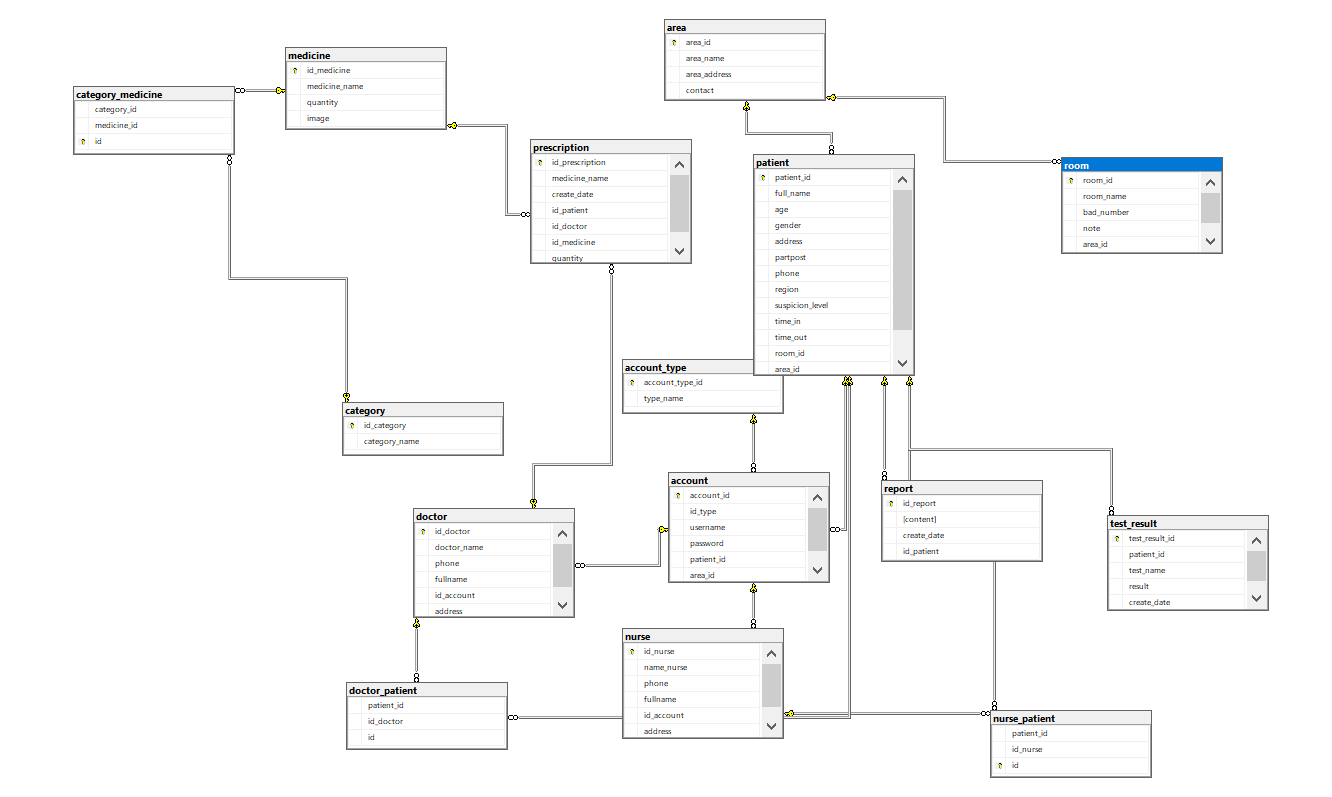 area
area_id
area_name
area_address
contact
medicine
id_medicine
medicine_name
quantity
image
category_medicine
category_id
medicine_id
id
prescription
id_prescription
medicine_name
create_date
id_patient
id_doctor
id_medicine
quantity
patient
patient_id
full_name
age
gender
address
partpost
phone
region
suspicion_level
time_in
time_out
room_id
area_id
room
room_id
room_name
bad_number
note
area_id
account_type
account_type_id
type_name
category
id_category
category_name
account
account_id
id_type
username
password
patient_id
area_id
report
id_report
[content]
create_date
id_patient
doctor
id_doctor
doctor_name
phone
fullname
id_account
address
test_result
test_result_id
patient_id
test_name
result
create_date
nurse
id_nurse
name_nurse
phone
fullname
id_account
address
doctor_patient
patient_id
id_doctor
id
nurse_patient
patient_id
id_nurse
id